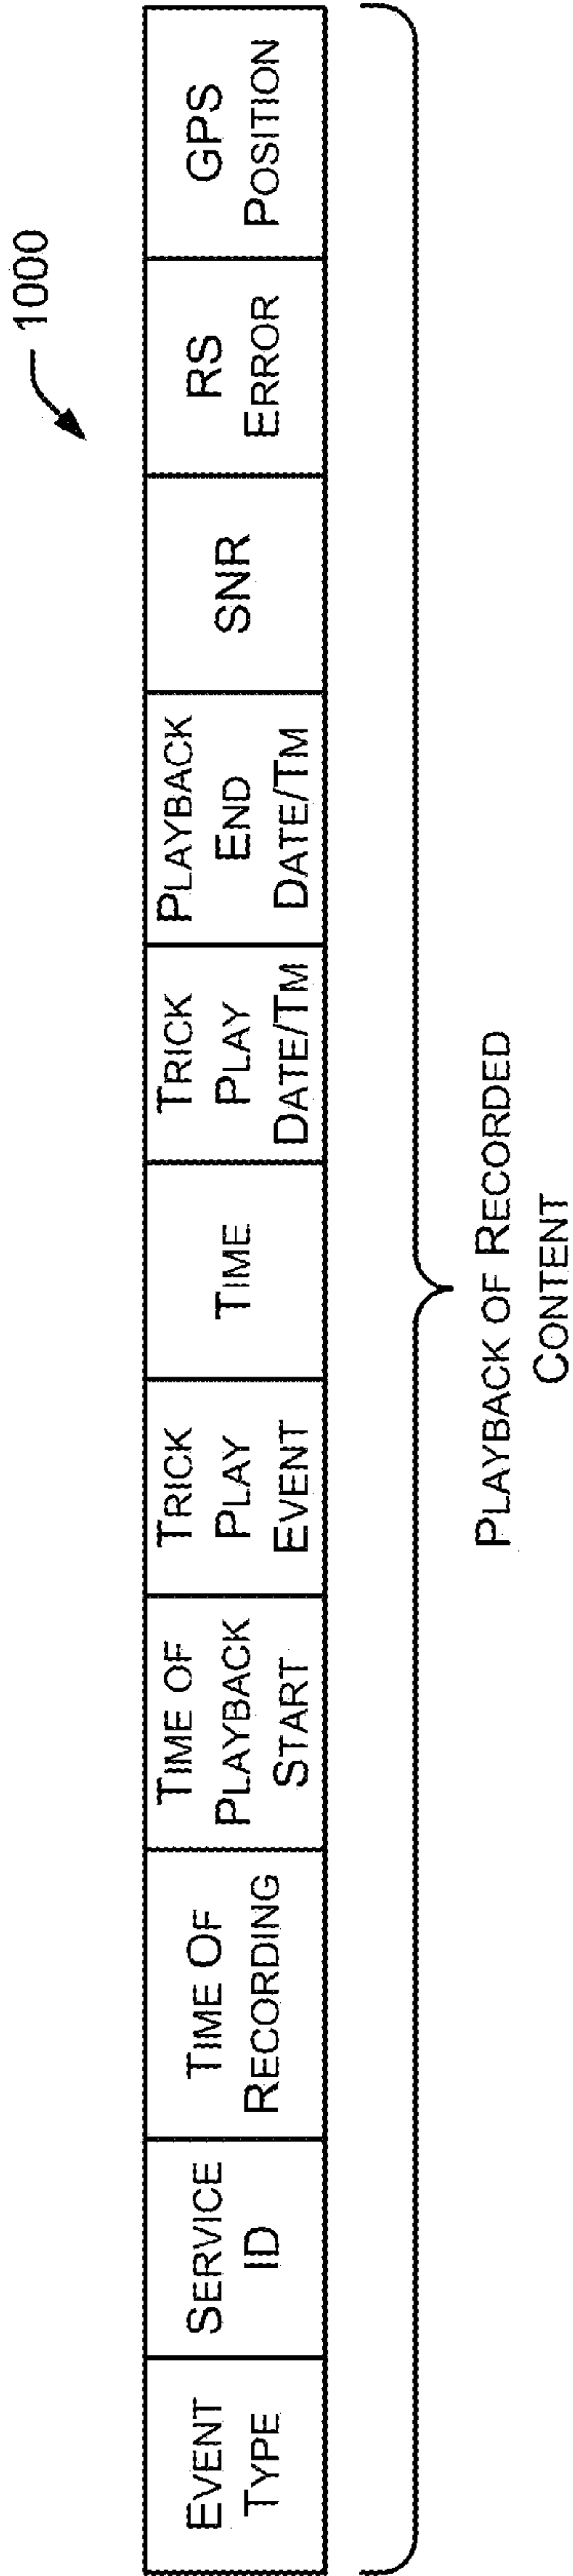 1000
EVENT
TYPE
SERVICE
ID
TIME OF
RECORDING
TIME OF
PLAYBACK
START
TRICK
PLAY
EVENT
TIME
TRICK
PLAY
DATE/TM
PLAYBACK
END
DATE/TM
SNR
RS
ERROR
GPS
POSITION
PLAYBACK OF RECORDED
CONTENT